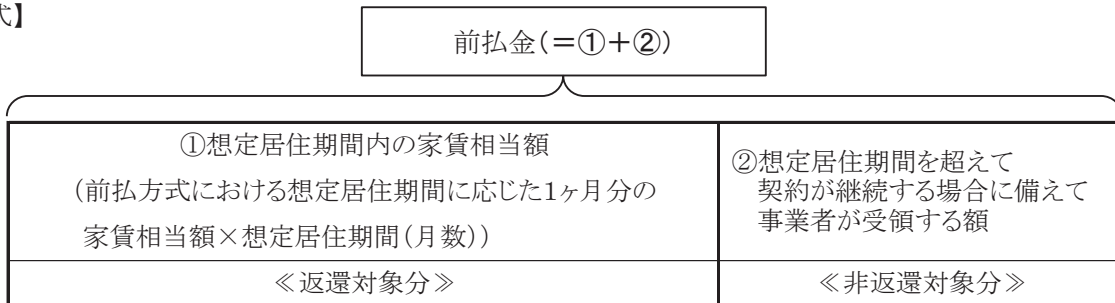 式】
前払金(=①+②)
①想定居住期間内の家賃相当額
(前払方式における想定居住期間に応じた1ヶ月分の
家賃相当額×想定居住期間(月数))
②想定居住期間を超えて
契約が継続する場合に備えて
事業者が受領する額
≪返還対象分≫
≪非返還対象分≫